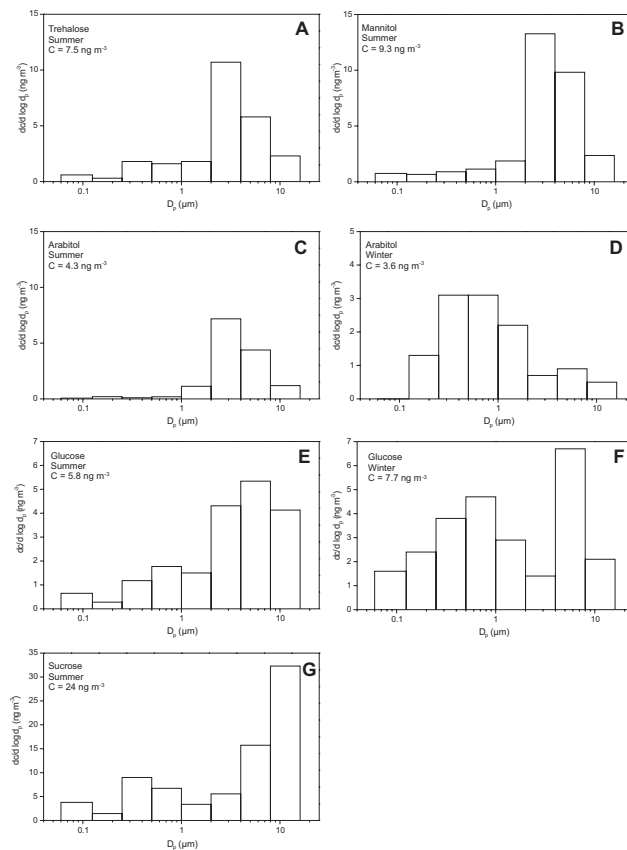 Trehalose
Summer
C = 7.5 ng m⁻³
A
15
10
5
0
dc/d log dₚ (ng m⁻³)
0.1
1
10
Dₚ (µm)
Mannitol
Summer
C = 9.3 ng m⁻³
B
15
10
5
0
dc/d log dₚ (ng m⁻³)
0.1
1
10
Dₚ (µm)
Arabitol
Summer
C = 4.3 ng m⁻³
C
15
10
5
0
dc/d log dₚ (ng m⁻³)
0.1
1
10
Dₚ (µm)
Arabitol
Winter
C = 3.6 ng m⁻³
D
5
4
3
2
1
0
dc/d log dₚ (ng m⁻³)
0.1
1
10
Dₚ (µm)
Glucose
Summer
C = 5.8 ng m⁻³
E
7
6
5
4
3
2
1
0
dc/d log dₚ (ng m⁻³)
0.1
1
10
Dₚ (µm)
Glucose
Winter
C = 7.7 ng m⁻³
F
7
6
5
4
3
2
1
0
dc/d log dₚ (ng m⁻³)
0.1
1
10
Dₚ (µm)
Sucrose
Summer
C = 24 ng m⁻³
G
35
30
25
20
15
10
5
0
dc/d log dₚ (ng m⁻³)
0.1
1
10
Dₚ (µm)